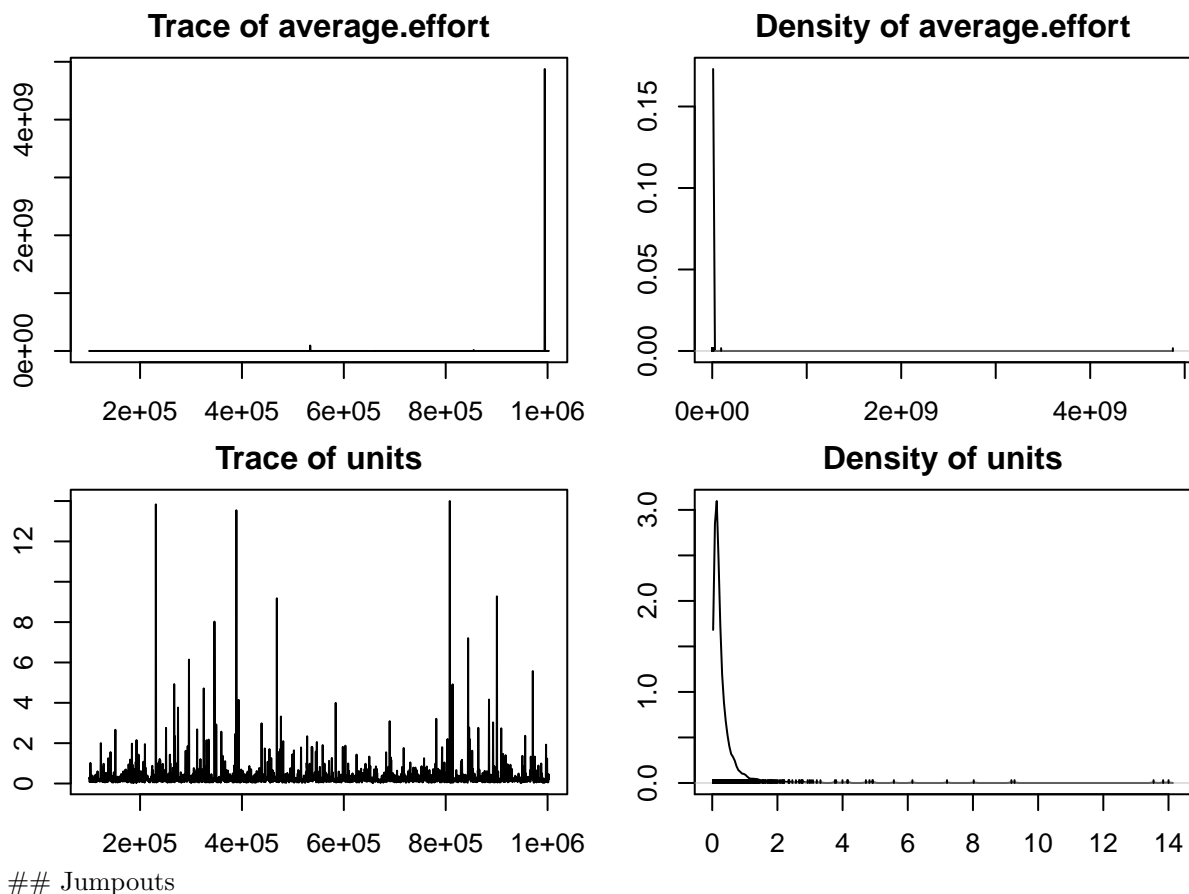 Trace of average.effort
Density of average.effort
0e+00 2e+09 4e+09
0.00 0.05 0.10 0.15
2e+05 4e+05 6e+05 8e+05 1e+06
0e+00 2e+09 4e+09
Trace of units
Density of units
0 2 4 6 8 12
0.0 1.0 2.0 3.0
2e+05 4e+05 6e+05 8e+05 1e+06
0 2 4 6 8 10 12 14
## Jumpouts